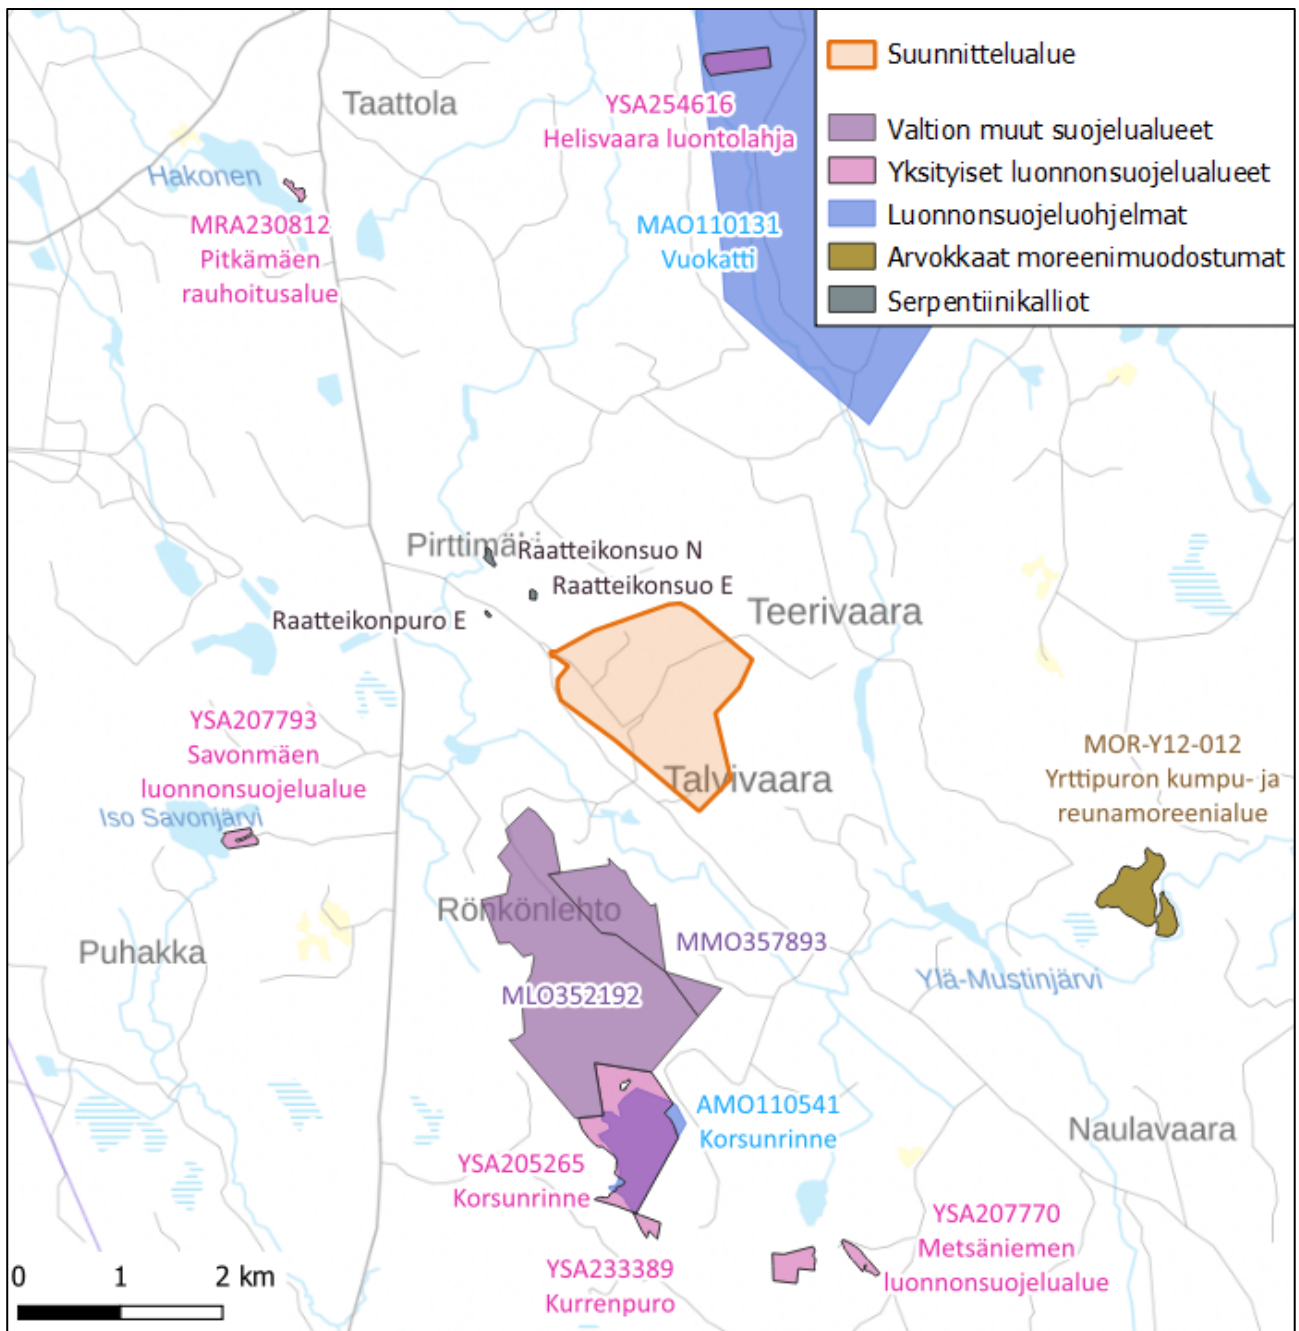 Suunnittelualue
Valtion muut suojelualueet
Yksityiset luonnonsuojelualueet
Luonnonsuojeluohjelmat
Arvokkaat moreenimuodostumat
Serpentiinikalliot
Taattola
YSA254616
Helisvaara luontolahja
Hakonen
MRA230812
Pitkämäen
rauhoitusalue
MAO110131
Vuokatti
Pirttimäki
Raatteikonsuo N
Raatteikonsuo E
Raatteikonpuro E
Teerivaara
YSA207793
Savonmäen
luonnonsuojelualue
Iso Savonjärvi
Talvivaara
MOR-Y12-012
Yrttipuron kumpu- ja
reunamoreenialue
Rönkönlehto
Puhakka
MMO357893
MLO352192
Ylä-Mustinjärvi
AMO110541
Korsunrinne
Naulavaara
YSA205265
Korsunrinne
YSA207770
Metsäniemen
luonnonsuojelualue
YSA233389
Kurrenpuro
0 1 2 km